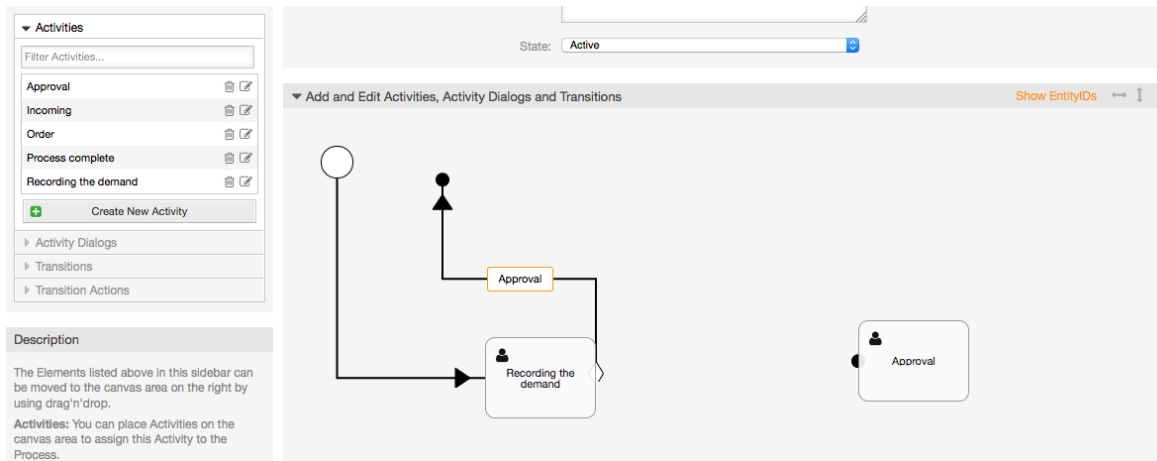 Activities
Filter Activities...
Approval
Incoming
Order
Process complete
Recording the demand
Create New Activity
Activity Dialogs
Transitions
Transition Actions
Description
The Elements listed above in this sidebar can
be moved to the canvas area on the right by
using drag'n'drop.
Activities: You can place Activities on the
canvas area to assign this Activity to the
Process.
State: Active
Add and Edit Activities, Activity Dialogs and Transitions
Show EntityIDs
Approval
Recording the
demand
Approval